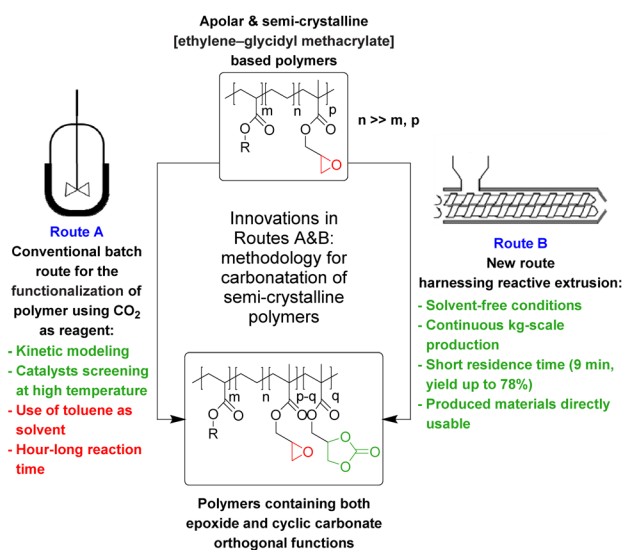 Apolar & semi-crystalline
[ethylene–glycidyl methacrylate]
based polymers
m
n
p
O
O
R
O
O
O
n >> m, p
Route A
Conventional batch
route for the
functionalization of
polymer using CO2
as reagent:
- Kinetic modeling
- Catalysts screening
at high temperature
- Use of toluene as
solvent
- Hour-long reaction
time
Innovations in
Routes A&B:
methodology for
carbonatation of
semi-crystalline
polymers
Route B
New route
harnessing reactive extrusion:
- Solvent-free conditions
- Continuous kg-scale
production
- Short residence time (9 min,
yield up to 78%)
- Produced materials directly
usable
m
n
p-q
q
O
O
R
O
O
O
O
O
O
O
O
Polymers containing both
epoxide and cyclic carbonate
orthogonal functions